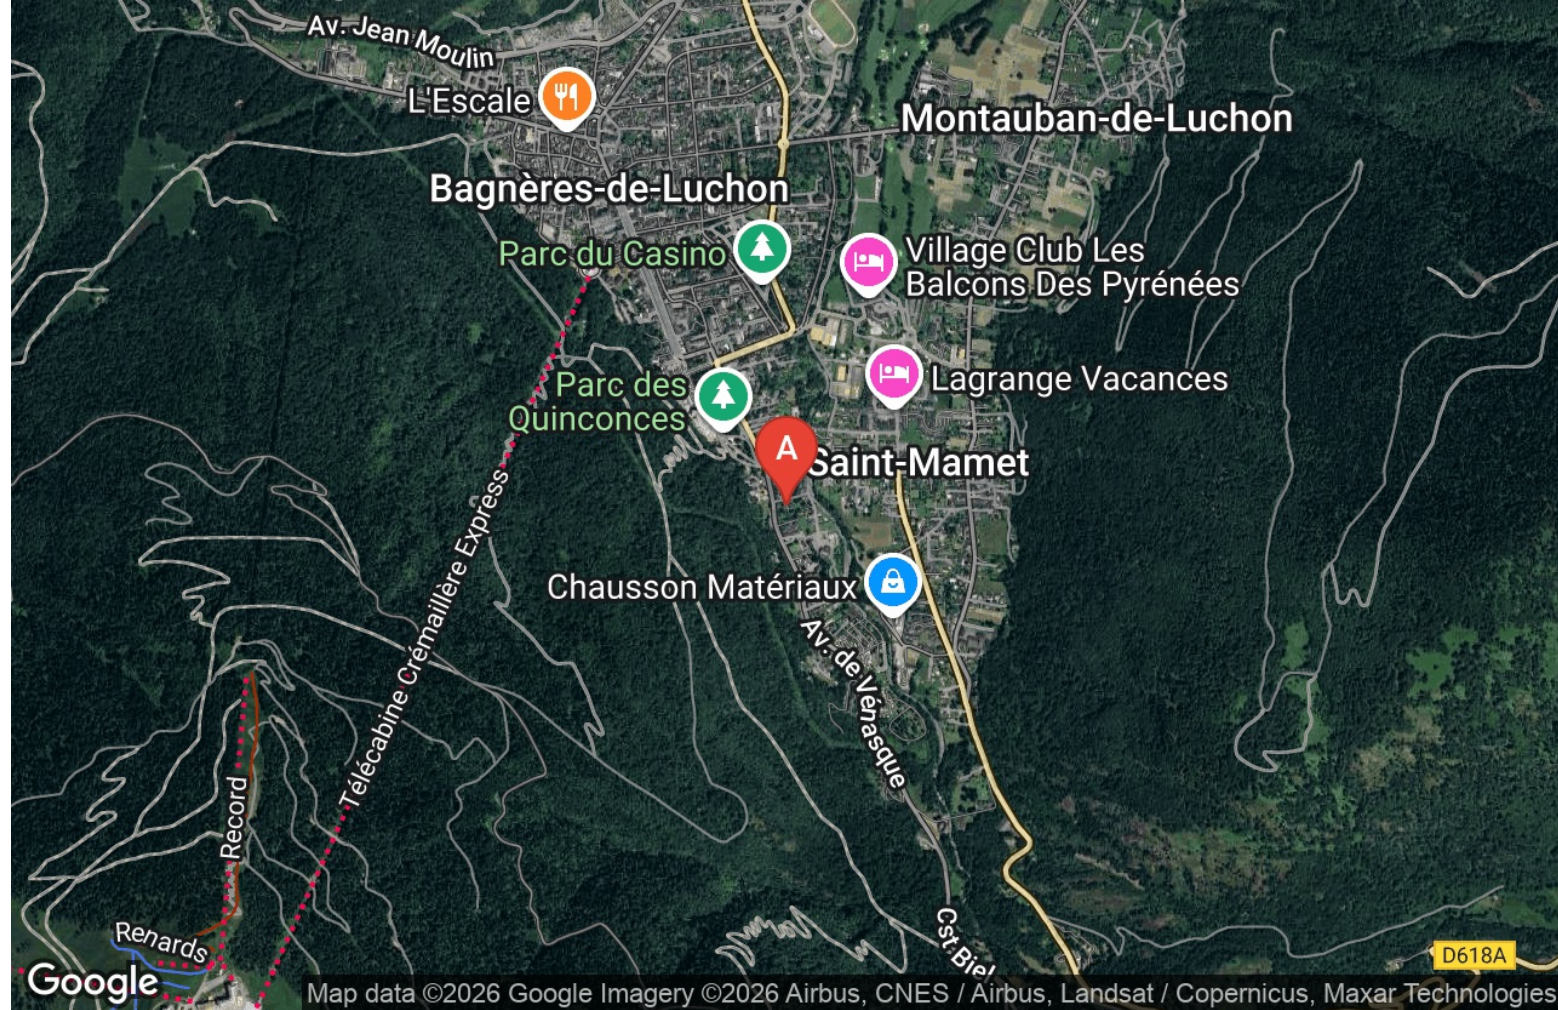 Av. Jean Moulin
L'Escale
Montauban-de-Luchon
Bagnères-de-Luchon
Parc du Casino
Village Club Les
Balcons Des Pyrénées
Parc des
Quinconces
Lagrange Vacances
A
Saint-Mamet
Télécabine Crémaillère Express
Chausson Matériaux
Av. de Vénasque
Record
Renards
Cst Biel
D618A
Google
Map data ©2026 Google Imagery ©2026 Airbus, CNES / Airbus, Landsat / Copernicus, Maxar Technologies